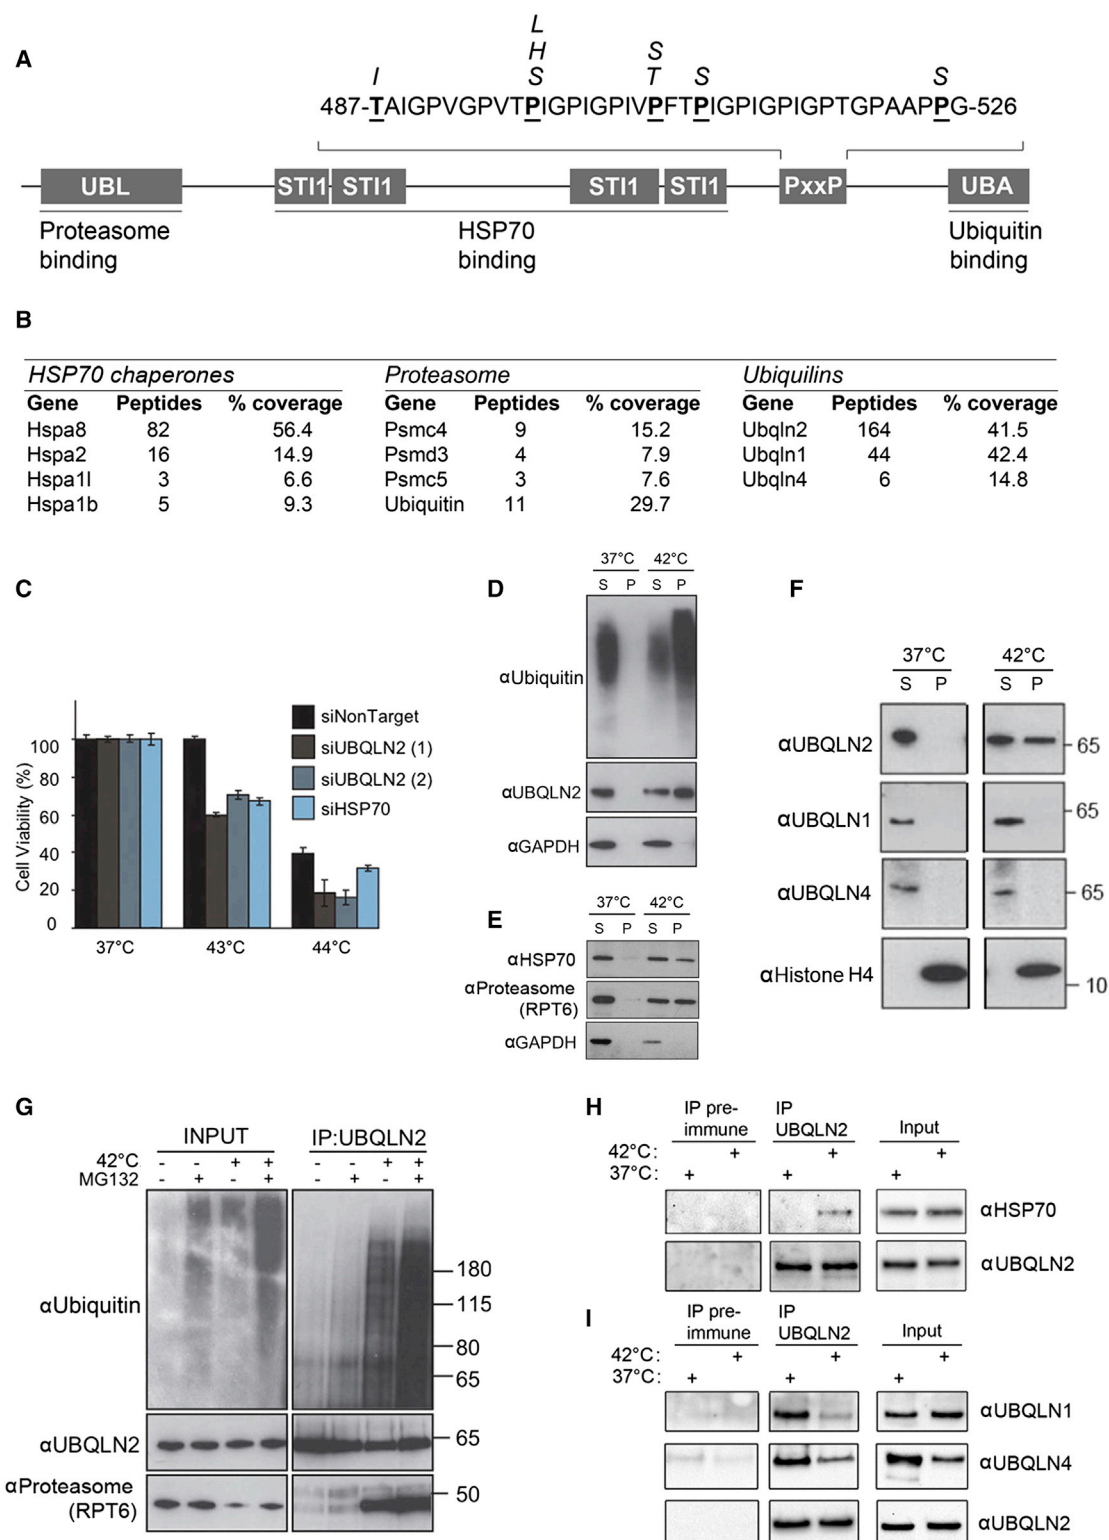 A
L
H S
I S T S S
487-TAIGPVGPVTPIGPIGPIVPFTPIGPIGPIGPTGPAAPPG-526
UBL STI1 STI1 STI1 STI1 PxxP UBA
Proteasome HSP70 Ubiquitin
binding binding binding
B
HSP70 chaperones Proteasome Ubiquilins
Gene Peptides % coverage Gene Peptides % coverage Gene Peptides % coverage
Hspa8 82 56.4 Psmc4 9 15.2 Ubqln2 164 41.5
Hspa2 16 14.9 Psmd3 4 7.9 Ubqln1 44 42.4
Hspa1l 3 6.6 Psmc5 3 7.6 Ubqln4 6 14.8
Hspa1b 5 9.3 Ubiquitin 11 29.7
C
siNonTarget
siUBQLN2 (1)
siUBQLN2 (2)
siHSP70
Cell Viability (%)
100
80
60
40
20
0
37°C 43°C 44°C
D
37°C 42°C
S P S P
αUbiquitin
αUBQLN2
αGAPDH
E
37°C 42°C
S P S P
αHSP70
αProteasome
(RPT6)
αGAPDH
F
37°C 42°C
S P S P
αUBQLN2 65
αUBQLN1 65
αUBQLN4 65
αHistone H4 10
G
INPUT IP:UBQLN2
42°C - - + + - - + +
MG132 - + - + - + - +
αUbiquitin
180
115
80
65
αUBQLN2 65
αProteasome 50
(RPT6)
H
IP pre- IP Input
immune UBQLN2
42°C: + + +
37°C: + + +
αHSP70
αUBQLN2
I
IP pre- IP Input
immune UBQLN2
42°C: + + +
37°C: + + +
αUBQLN1
αUBQLN4
αUBQLN2